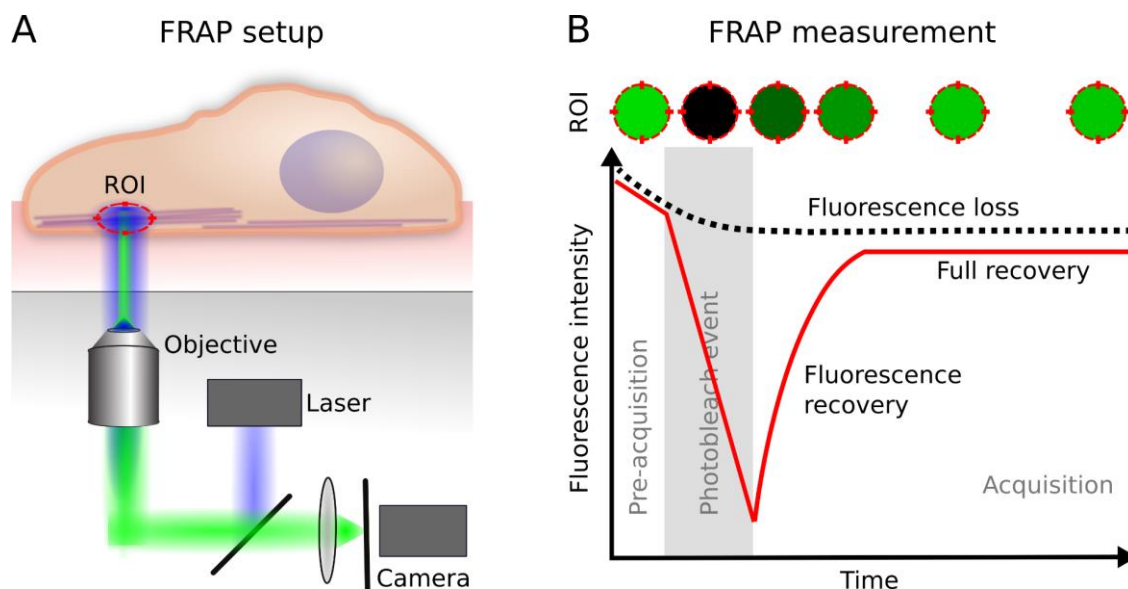 A
FRAP setup
ROI
Objective
Laser
Camera
B
FRAP measurement
ROI
Fluorescence intensity
Pre-acquisition
Photobleach event
Fluorescence loss
Full recovery
Fluorescence
recovery
Acquisition
Time